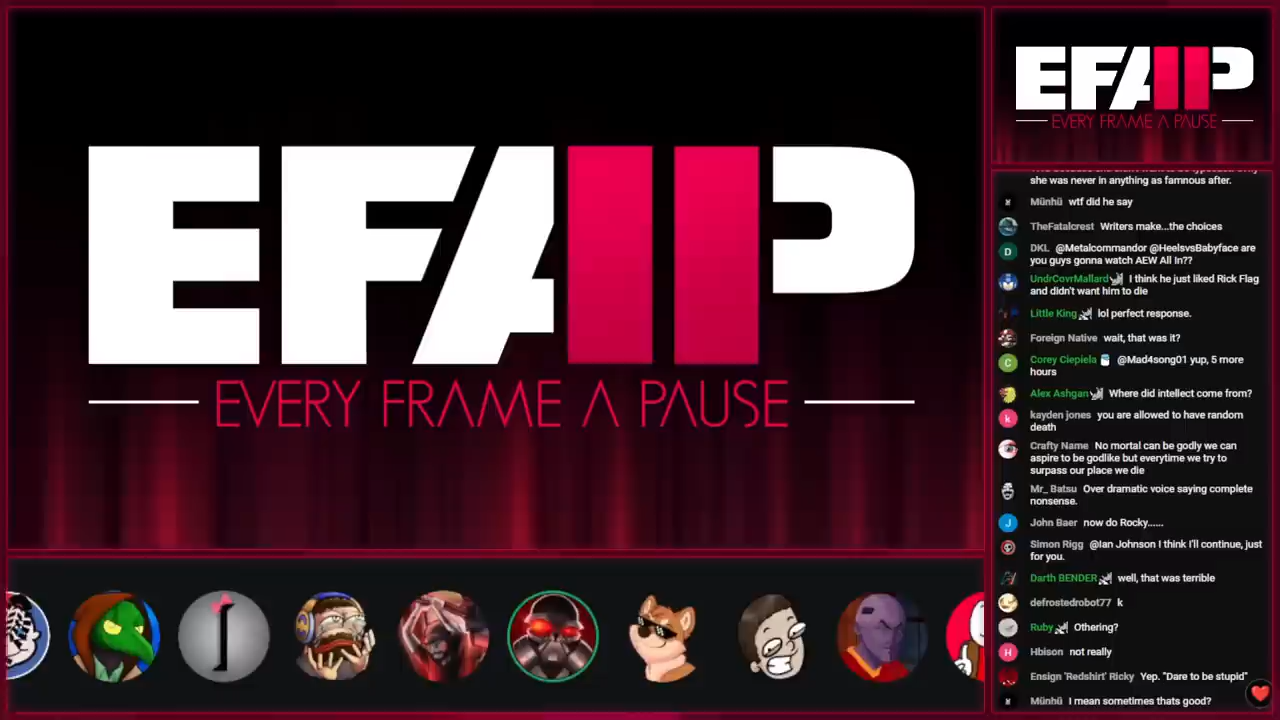 EFAP
EVERY FRAME A PAUSE
EFAP
EVERY FRAME A PAUSE
she was never in anything as famnous after.
Münhü wtf did he say
TheFatalcrest Writers make...the choices
D
DKL @Metalcommandor @HeelsvsBabyface are
you guys gonna watch AEW All In??
UndrCovrMallard I think he just liked Rick Flag
and didn't want him to die
Little King lol perfect response.
Foreign Native wait, that was it?
C
Corey Ciepiela @Mad4song01 yup, 5 more
hours
Alex Ashgan Where did intellect come from?
k
kayden jones you are allowed to have random
death
Crafty Name No mortal can be godly we can
aspire to be godlike but everytime we try to
surpass our place we die
Mr_ Batsu Over dramatic voice saying complete
nonsense.
J
John Baer now do Rocky......
Simon Rigg @Ian Johnson I think I'll continue, just
for you.
Darth BENDER well, that was terrible
defrostedrobot77 k
Ruby Othering?
H
Hbison not really
Ensign 'Redshirt' Ricky Yep. "Dare to be stupid"
Münhü I mean sometimes thats good?